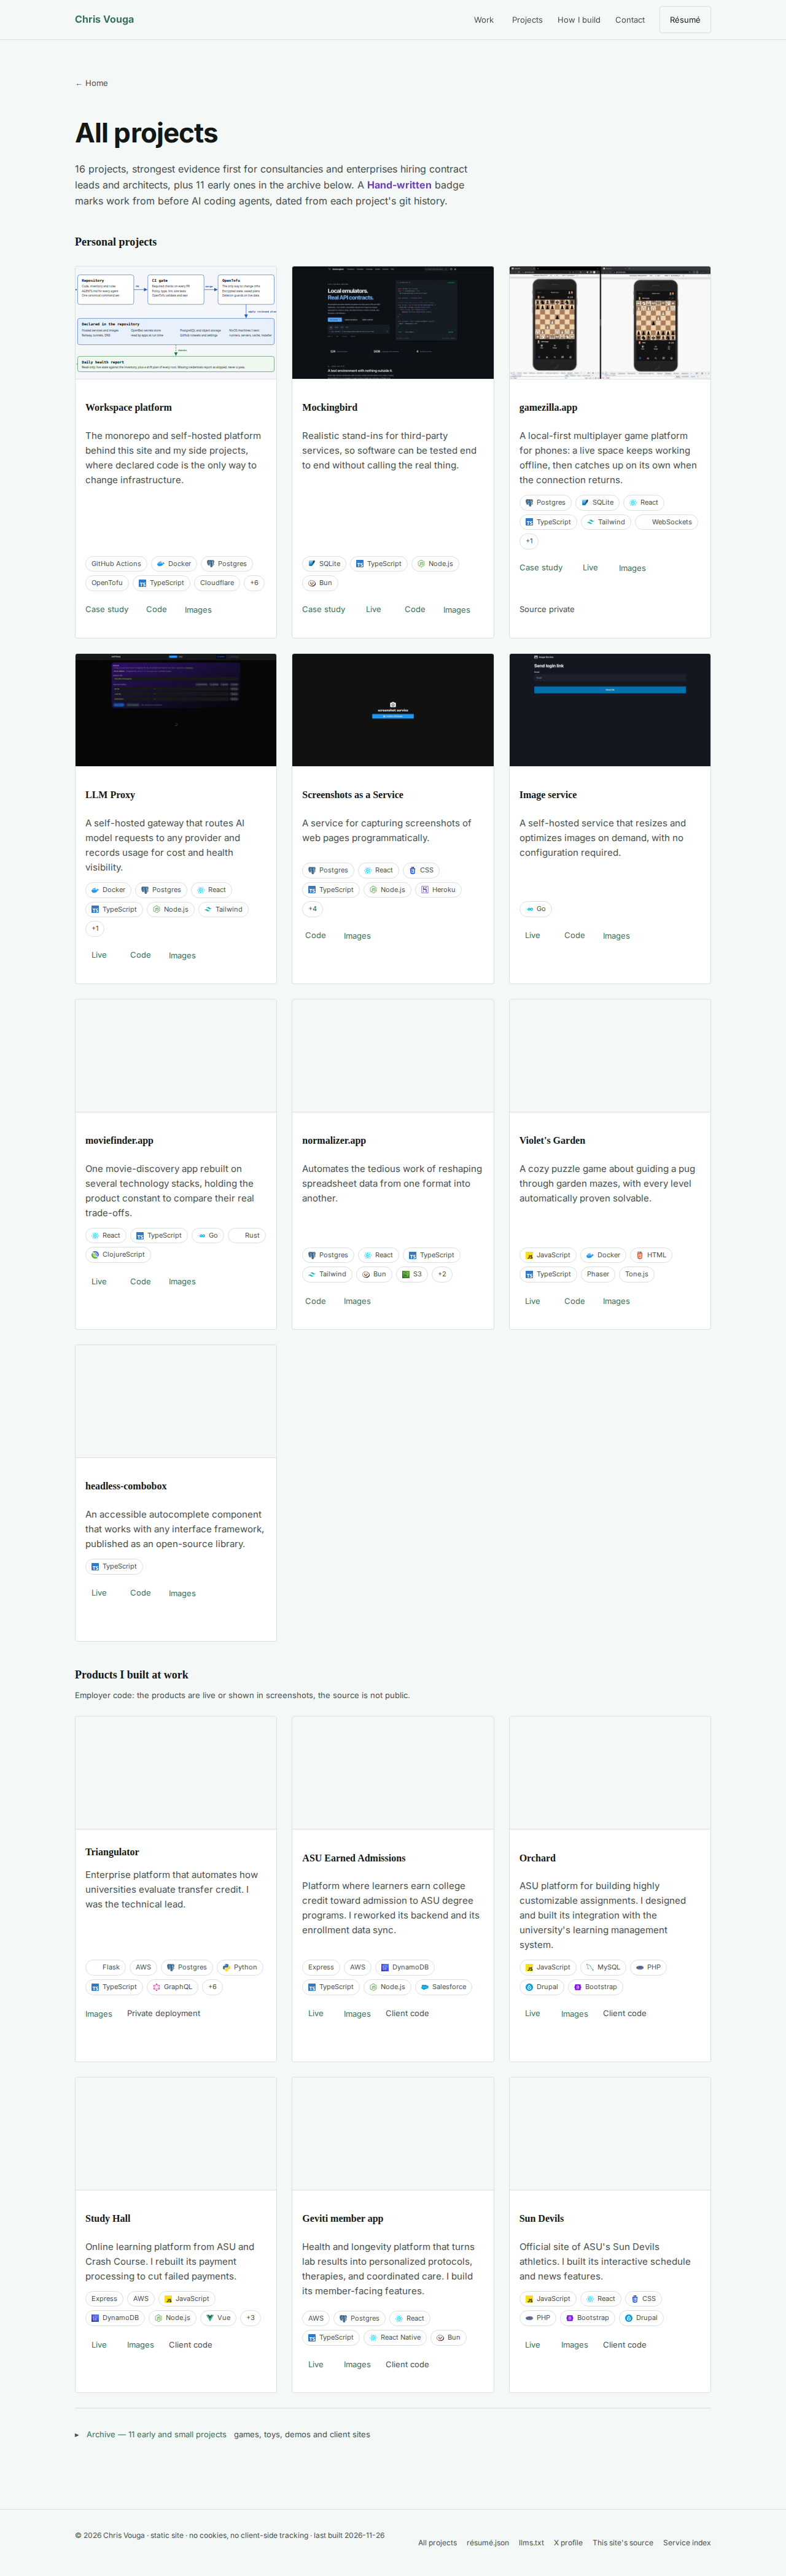 Chris Vouga
Work Projects How I build Contact Résumé
← Home
All projects
16 projects, strongest evidence first for consultancies and enterprises hiring contract
leads and architects, plus 11 early ones in the archive below. A Hand-written badge
marks work from before AI coding agents, dated from each project's git history.
Personal projects
Repository
CI gate
OpenTofu
Declared in the repository
Daily health report
Local emulators.
Real API contracts.
Workspace platform
The monorepo and self-hosted platform
behind this site and my side projects,
where declared code is the only way to
change infrastructure.
GitHub Actions Docker Postgres
OpenTofu TypeScript Cloudflare +6
Case study Code Images
Mockingbird
Realistic stand-ins for third-party
services, so software can be tested end
to end without calling the real thing.
SQLite TypeScript Node.js
Bun
Case study Live Code Images
gamezilla.app
A local-first multiplayer game platform
for phones: a live space keeps working
offline, then catches up on its own when
the connection returns.
Postgres SQLite React
TypeScript Tailwind WebSockets
+1
Case study Live Images
Source private
LLM Proxy
A self-hosted gateway that routes AI
model requests to any provider and
records usage for cost and health
visibility.
Docker Postgres React
TypeScript Node.js Tailwind
+1
Live Code Images
screenshot service
Screenshots as a Service
A service for capturing screenshots of
web pages programmatically.
Postgres React CSS
TypeScript Node.js Heroku
+4
Code Images
Send login link
Image service
A self-hosted service that resizes and
optimizes images on demand, with no
configuration required.
Go
Live Code Images
moviefinder.app
One movie-discovery app rebuilt on
several technology stacks, holding the
product constant to compare their real
trade-offs.
React TypeScript Go Rust
ClojureScript
Live Code Images
normalizer.app
Automates the tedious work of reshaping
spreadsheet data from one format into
another.
Postgres React TypeScript
Tailwind Bun S3 +2
Code Images
Violet's Garden
A cozy puzzle game about guiding a pug
through garden mazes, with every level
automatically proven solvable.
JavaScript Docker HTML
TypeScript Phaser Tone.js
Live Code Images
headless-combobox
An accessible autocomplete component
that works with any interface framework,
published as an open-source library.
TypeScript
Live Code Images
Products I built at work
Employer code: the products are live or shown in screenshots, the source is not public.
Triangulator
Enterprise platform that automates how
universities evaluate transfer credit. I
was the technical lead.
Flask AWS Postgres Python
TypeScript GraphQL +6
Images Private deployment
ASU Earned Admissions
Platform where learners earn college
credit toward admission to ASU degree
programs. I reworked its backend and its
enrollment data sync.
Express AWS DynamoDB
TypeScript Node.js Salesforce
Live Images Client code
Orchard
ASU platform for building highly
customizable assignments. I designed
and built its integration with the
university's learning management
system.
JavaScript MySQL PHP
Drupal Bootstrap
Live Images Client code
Study Hall
Online learning platform from ASU and
Crash Course. I rebuilt its payment
processing to cut failed payments.
Express AWS JavaScript
DynamoDB Node.js Vue +3
Live Images Client code
Geviti member app
Health and longevity platform that turns
lab results into personalized protocols,
therapies, and coordinated care. I build
its member-facing features.
AWS Postgres React
TypeScript React Native Bun
Live Images Client code
Sun Devils
Official site of ASU's Sun Devils
athletics. I built its interactive schedule
and news features.
JavaScript React CSS
PHP Bootstrap Drupal
Live Images Client code
▸ Archive — 11 early and small projects games, toys, demos and client sites
© 2026 Chris Vouga · static site · no cookies, no client-side tracking · last built 2026-11-26
All projects résumé.json llms.txt X profile This site's source Service index